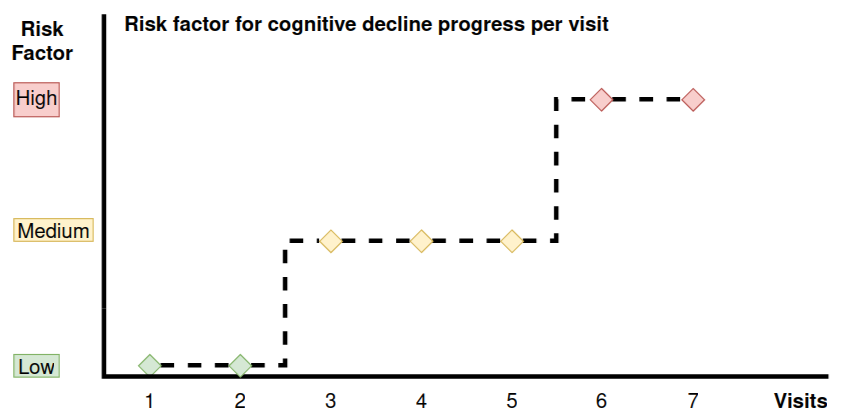 Risk factor for cognitive decline progress per visit
Risk
Factor
High
Medium
Low
1 2 3 4 5 6 7 Visits